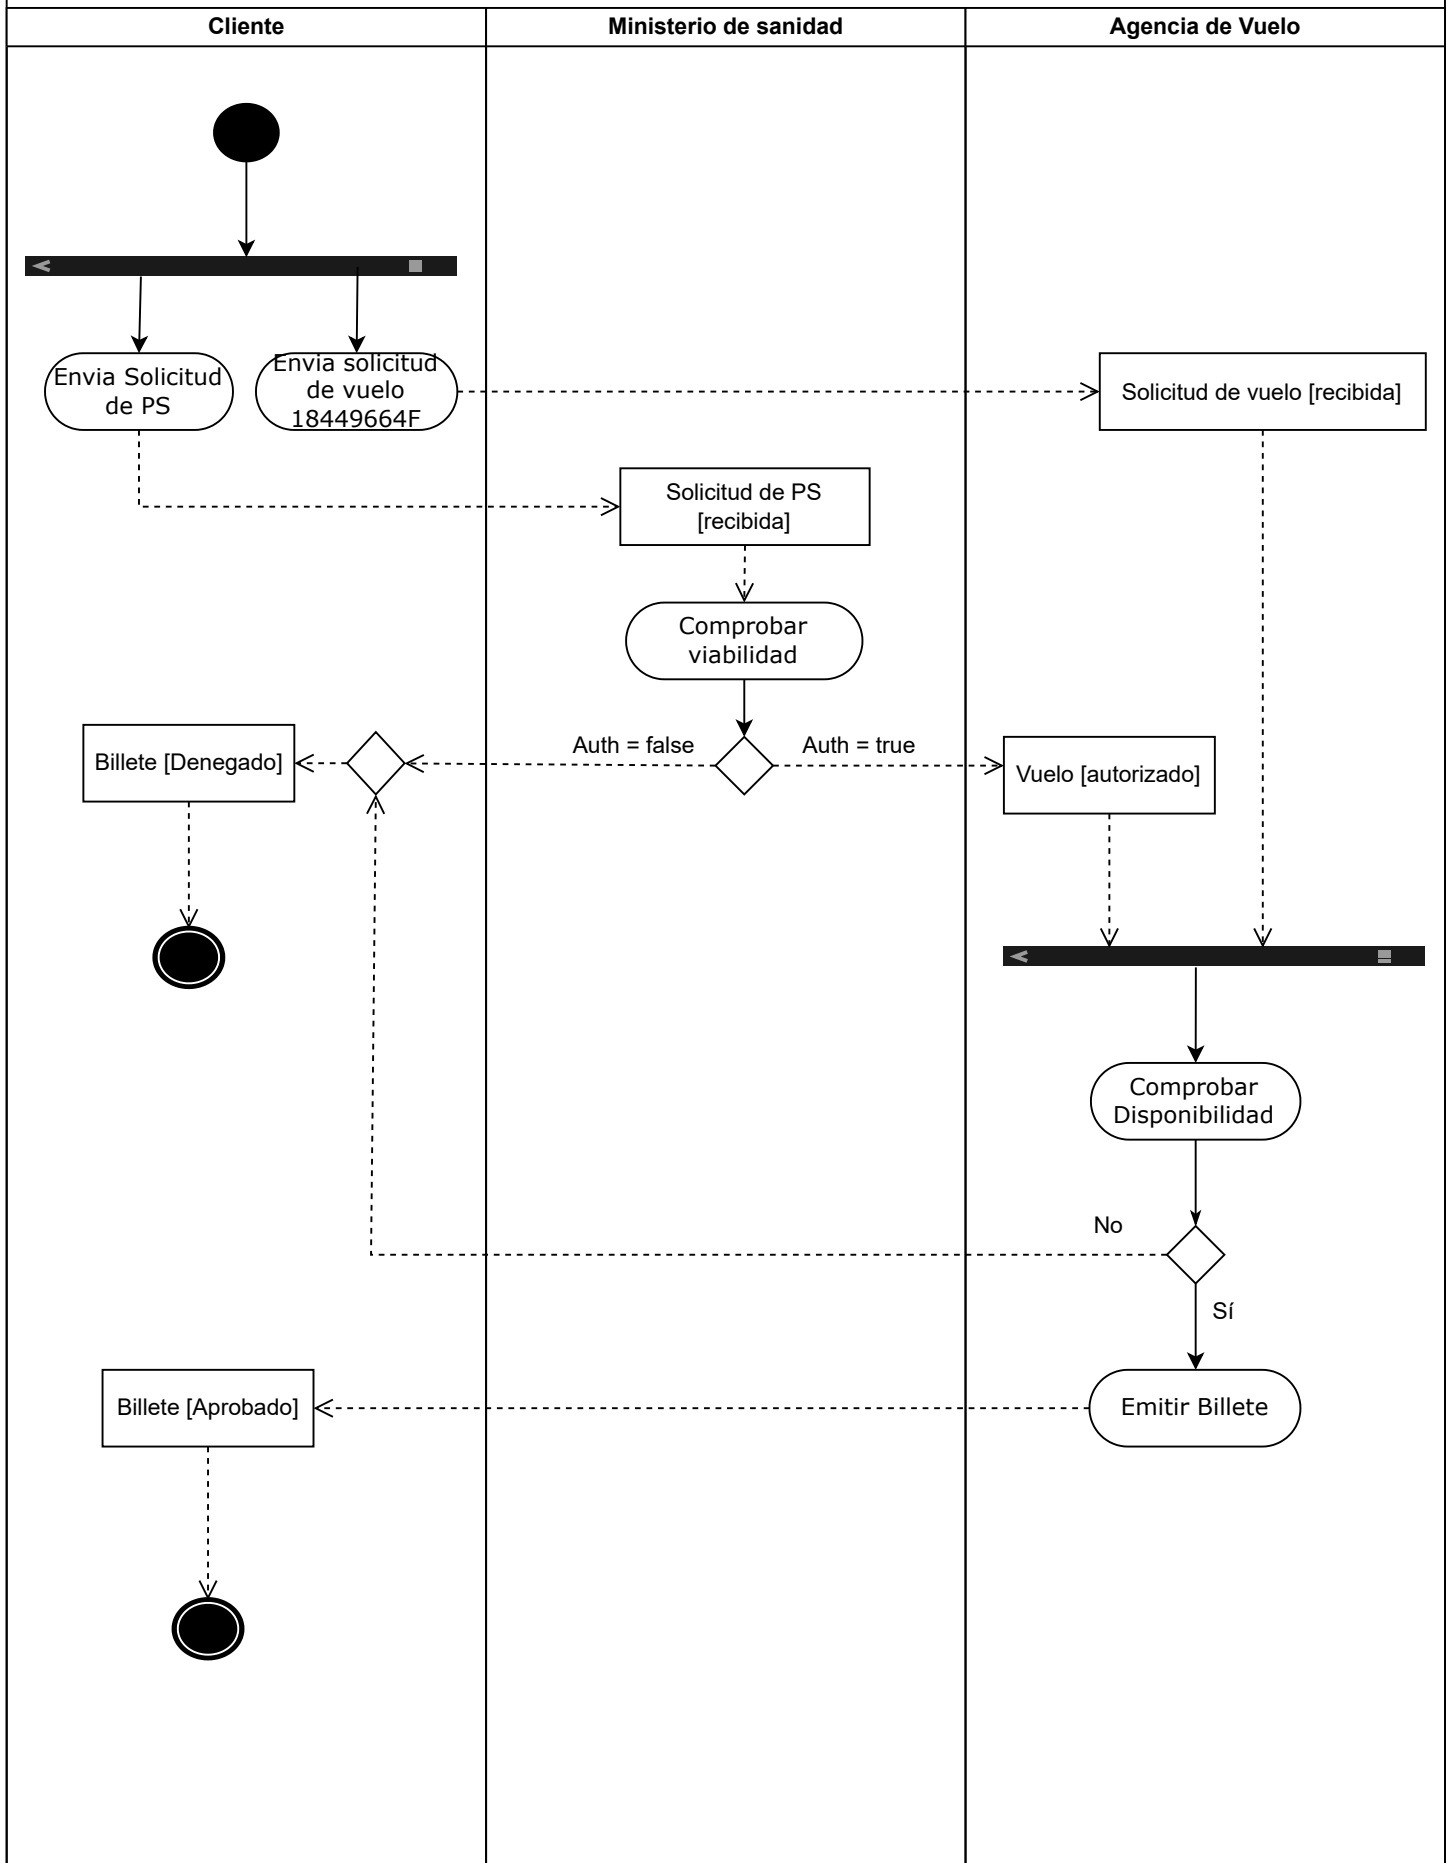 Cliente
Ministerio de sanidad
Agencia de Vuelo
Envia Solicitud
de PS
Envia solicitud
de vuelo
18449664F
Solicitud de vuelo [recibida]
Solicitud de PS
[recibida]
Comprobar
viabilidad
Billete [Denegado]
Auth = false
Auth = true
Vuelo [autorizado]
Comprobar
Disponibilidad
No
Sí
Billete [Aprobado]
Emitir Billete